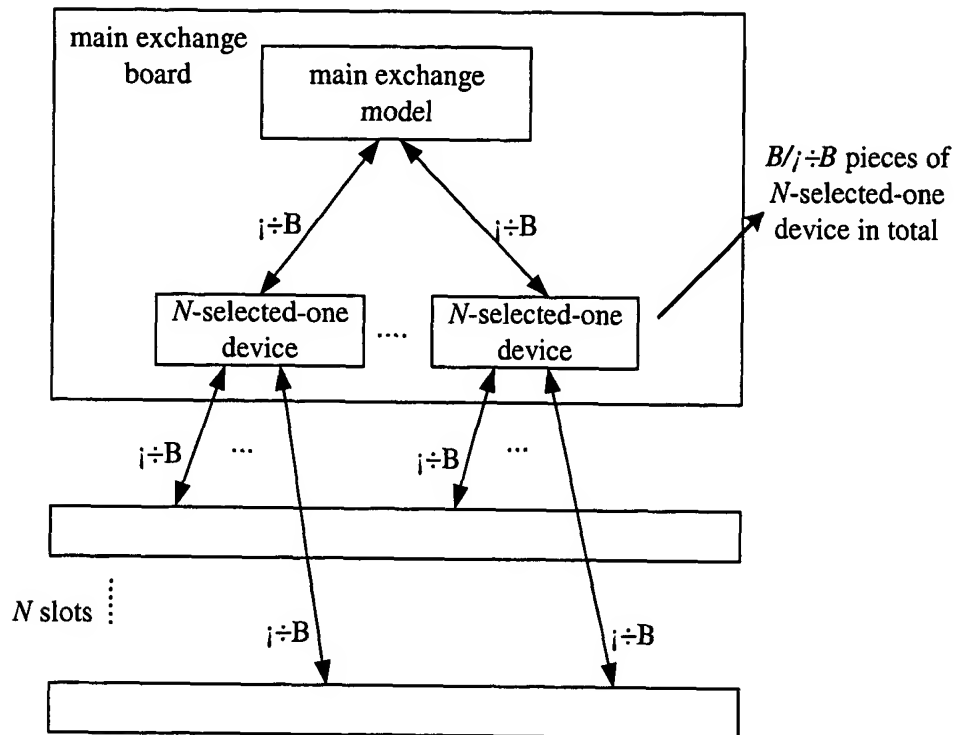 main exchange
board
main exchange
model
B/¡÷B pieces of
N-selected-one
device in total
¡÷B
¡÷B
N-selected-one
device
....
N-selected-one
device
¡÷B
...
¡÷B
...
N slots
¡÷B
¡÷B